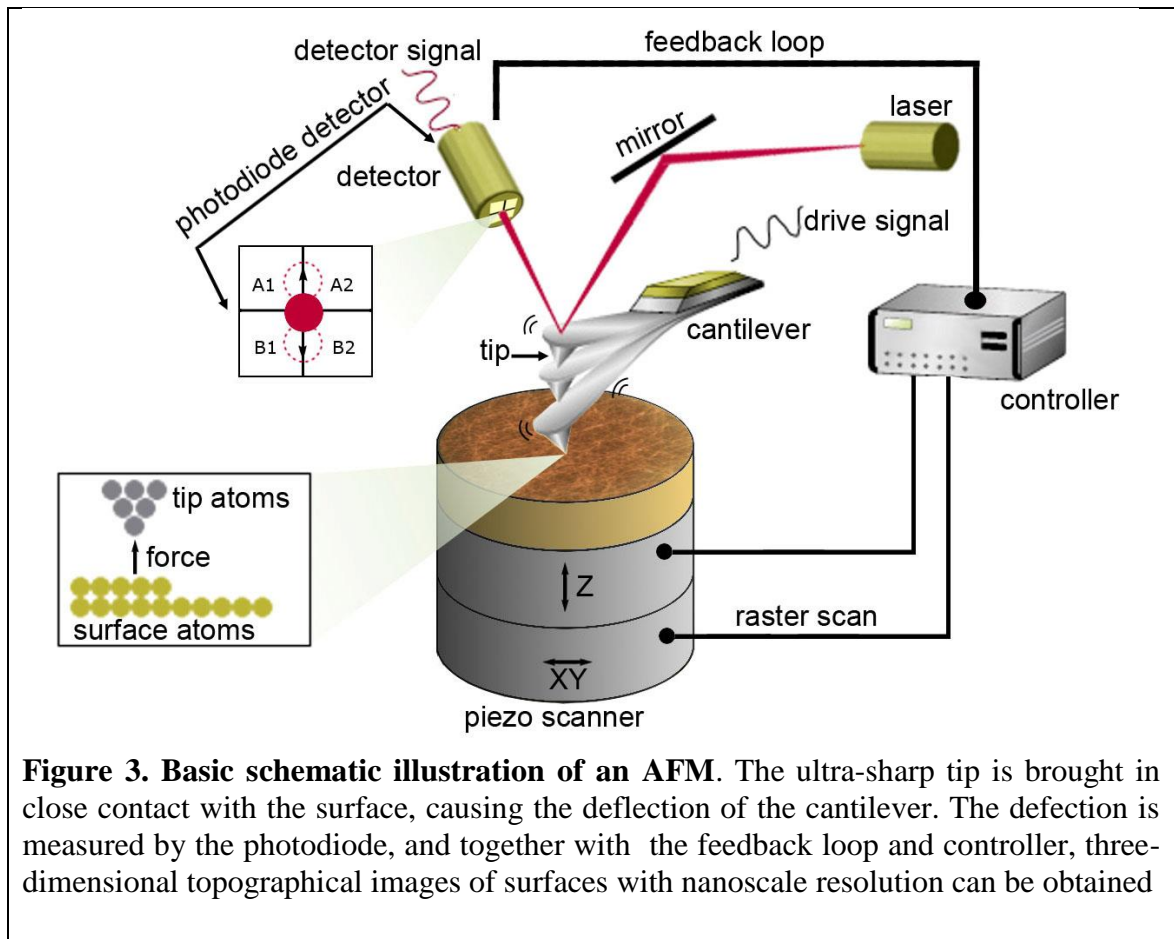 detector signal
feedback loop
photodiode detector
laser
mirror
detector
drive signal
A1 A2
B1 B2
cantilever
tip
controller
tip atoms
force
surface atoms
Z
raster scan
XY
piezo scanner
Figure 3. Basic schematic illustration of an AFM. The ultra-sharp tip is brought in
close contact with the surface, causing the deflection of the cantilever. The defection is
measured by the photodiode, and together with the feedback loop and controller, three-
dimensional topographical images of surfaces with nanoscale resolution can be obtained